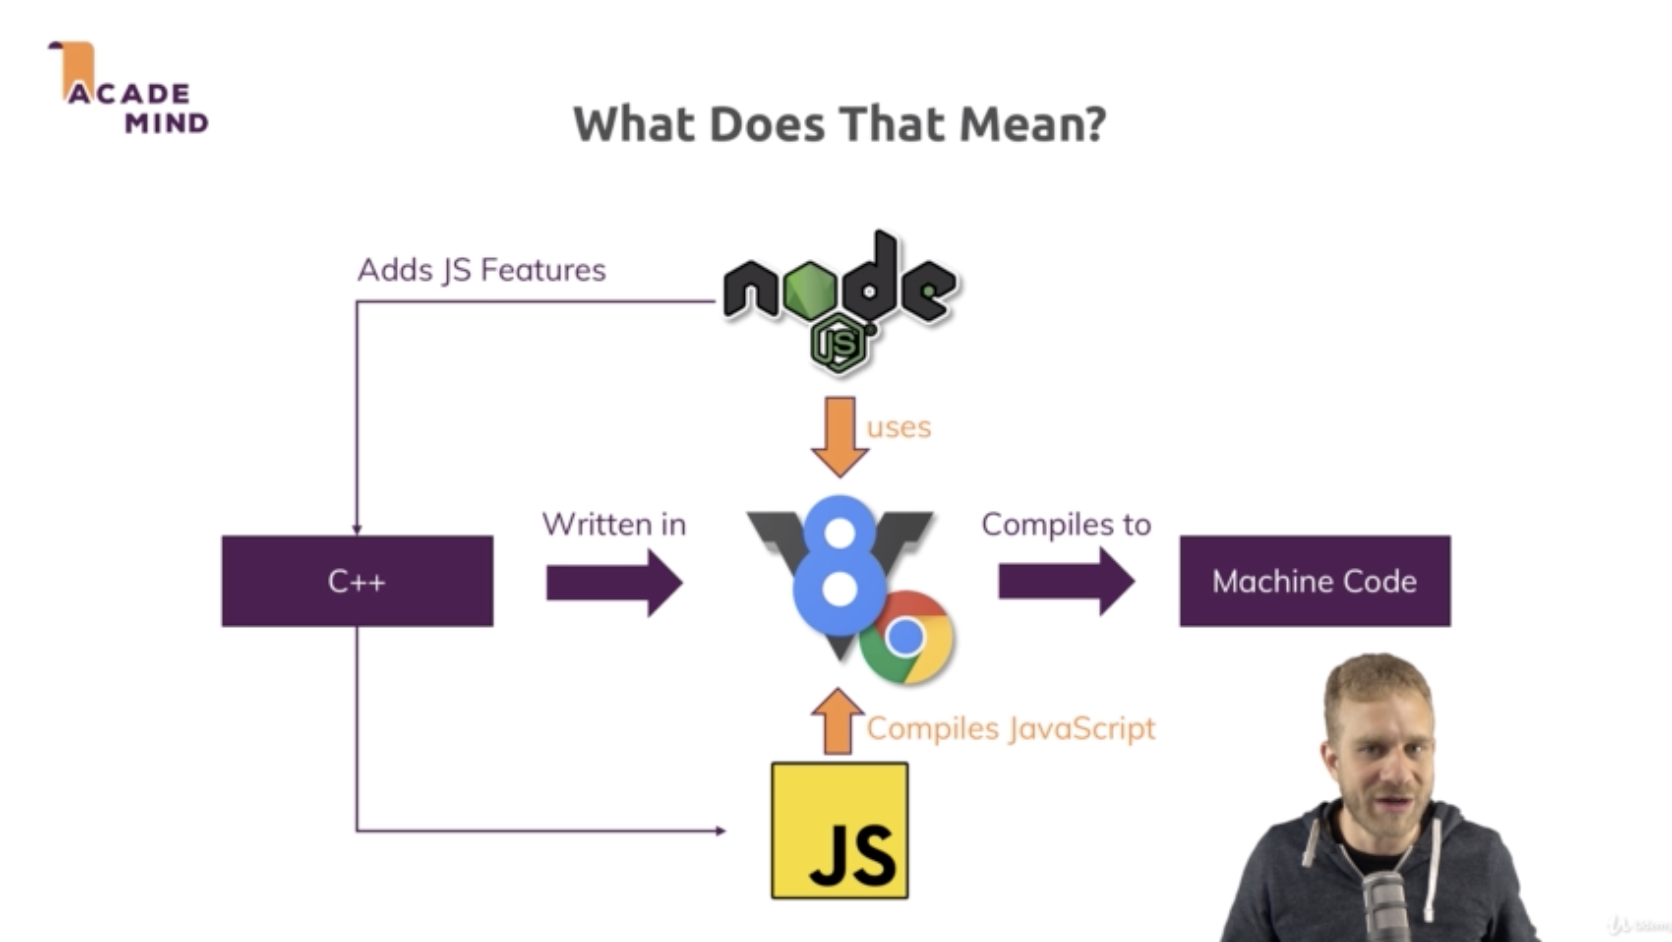 ACADE
MIND
What Does That Mean?
Adds JS Features
node
JS
uses
Written in
Compiles to
C++
V8
Machine Code
Compiles JavaScript
JS